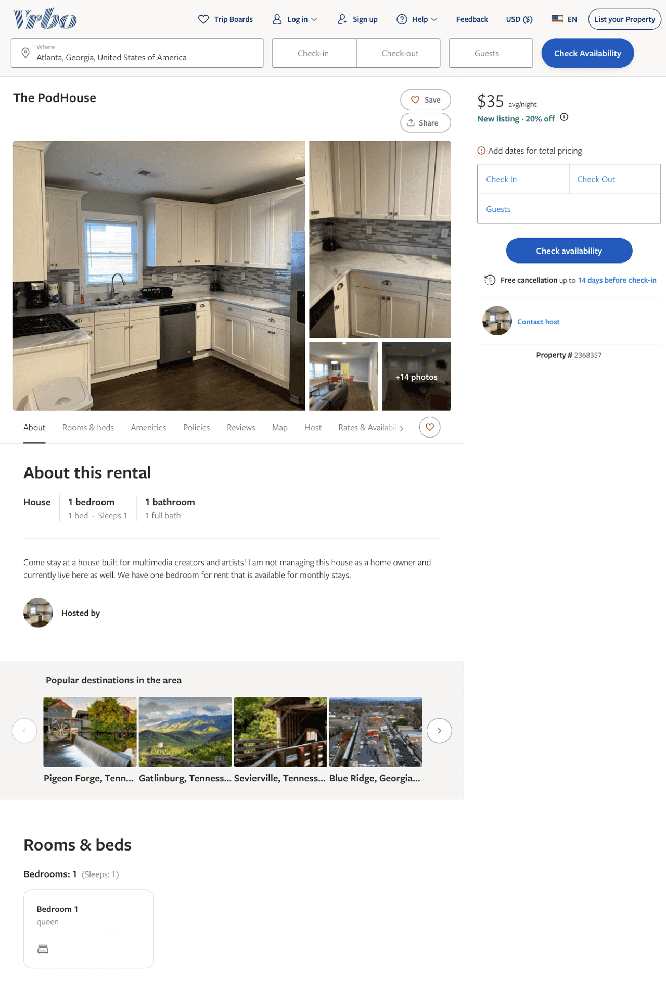 Vrbo
Trip Boards
Log in
Sign up
Help
Feedback
USD ($)
EN
List your Property
Where
Atlanta, Georgia, United States of America
Check-in
Check-out
Guests
Check Availability
The PodHouse
Save
Share
+14 photos
$35 avg/night
New listing · 20% off
Add dates for total pricing
Check In
Check Out
Guests
Check availability
Free cancellation up to 14 days before check-in
Contact host
Property # 2368357
About
Rooms & beds
Amenities
Policies
Reviews
Map
Host
Rates & Availabili
About this rental
House
1 bedroom
1 bed · Sleeps 1
1 bathroom
1 full bath
Come stay at a house built for multimedia creators and artists! I am not managing this house as a home owner and
currently live here as well. We have one bedroom for rent that is available for monthly stays.
Hosted by
Popular destinations in the area
Pigeon Forge, Tenn...
Gatlinburg, Tenness...
Sevierville, Tenness...
Blue Ridge, Georgia...
Rooms & beds
Bedrooms: 1 (Sleeps: 1)
Bedroom 1
queen